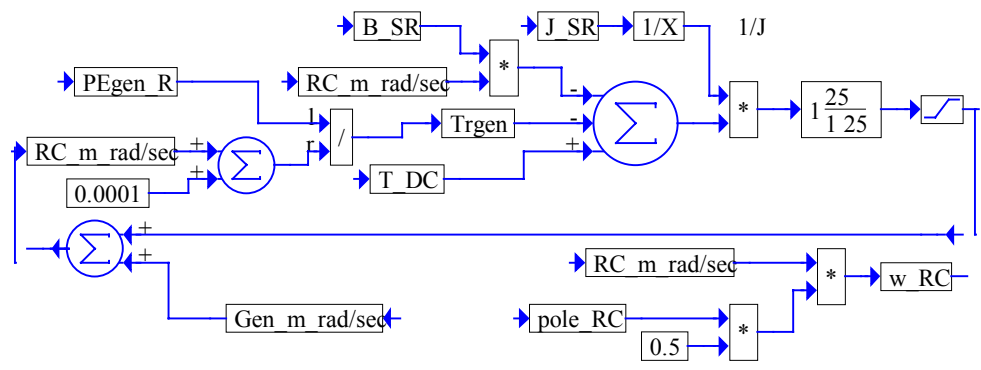 B_SR
J_SR
1/X
1/J
PEgen_R
RC_m_rad/sec
*
-
-
+
Σ
*
1 25
1 25
l
r
/
Trgen
RC_m_rad/sec
+
+
Σ
0.0001
T_DC
Σ
+
+
RC_m_rad/sec
*
w_RC
Gen_m_rad/sec
pole_RC
*
0.5